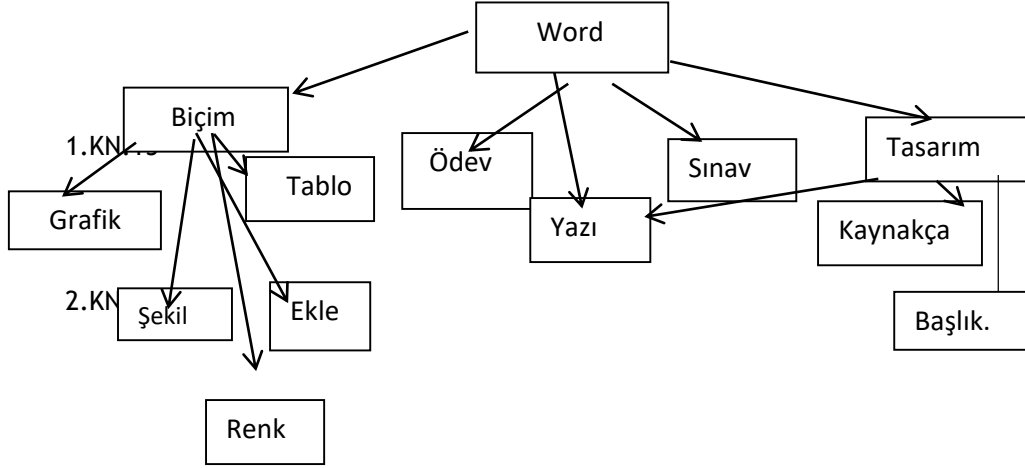 Word
Biçim
Ödev
Sınav
Tasarım
1.KN
Tablo
Grafik
Yazı
Kaynakça
2.KN
Şekil
Ekle
Başlık.
Renk